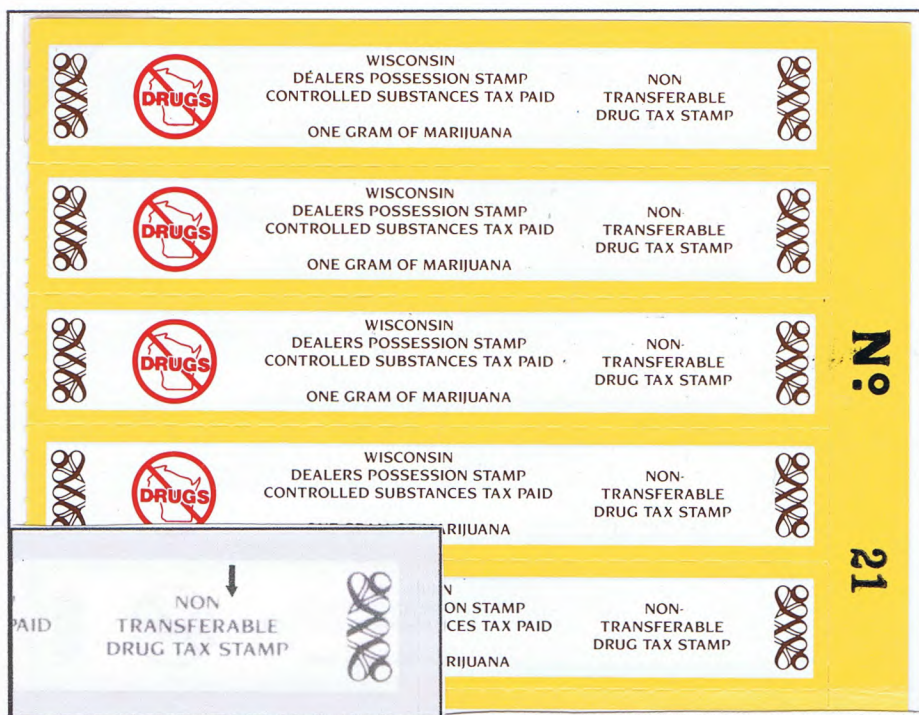 WISCONSIN
DEALERS POSSESSION STAMP
CONTROLLED SUBSTANCES TAX PAID
ONE GRAM OF MARIJUANA
DRUGS
NON
TRANSFERABLE
DRUG TAX STAMP
WISCONSIN
DEALERS POSSESSION STAMP
CONTROLLED SUBSTANCES TAX PAID
ONE GRAM OF MARIJUANA
DRUGS
NON-
TRANSFERABLE
DRUG TAX STAMP
WISCONSIN
DEALERS POSSESSION STAMP
CONTROLLED SUBSTANCES TAX PAID
ONE GRAM OF MARIJUANA
DRUGS
NON-
TRANSFERABLE
DRUG TAX STAMP
WISCONSIN
DEALERS POSSESSION STAMP
CONTROLLED SUBSTANCES TAX PAID
ARIJUANA
DRUGS
NON-
TRANSFERABLE
DRUG TAX STAMP
N
ON STAMP
CES TAX PAID
RIJUANA
NON-
TRANSFERABLE
DRUG TAX STAMP
No 21
PAID
NON
TRANSFERABLE
DRUG TAX STAMP